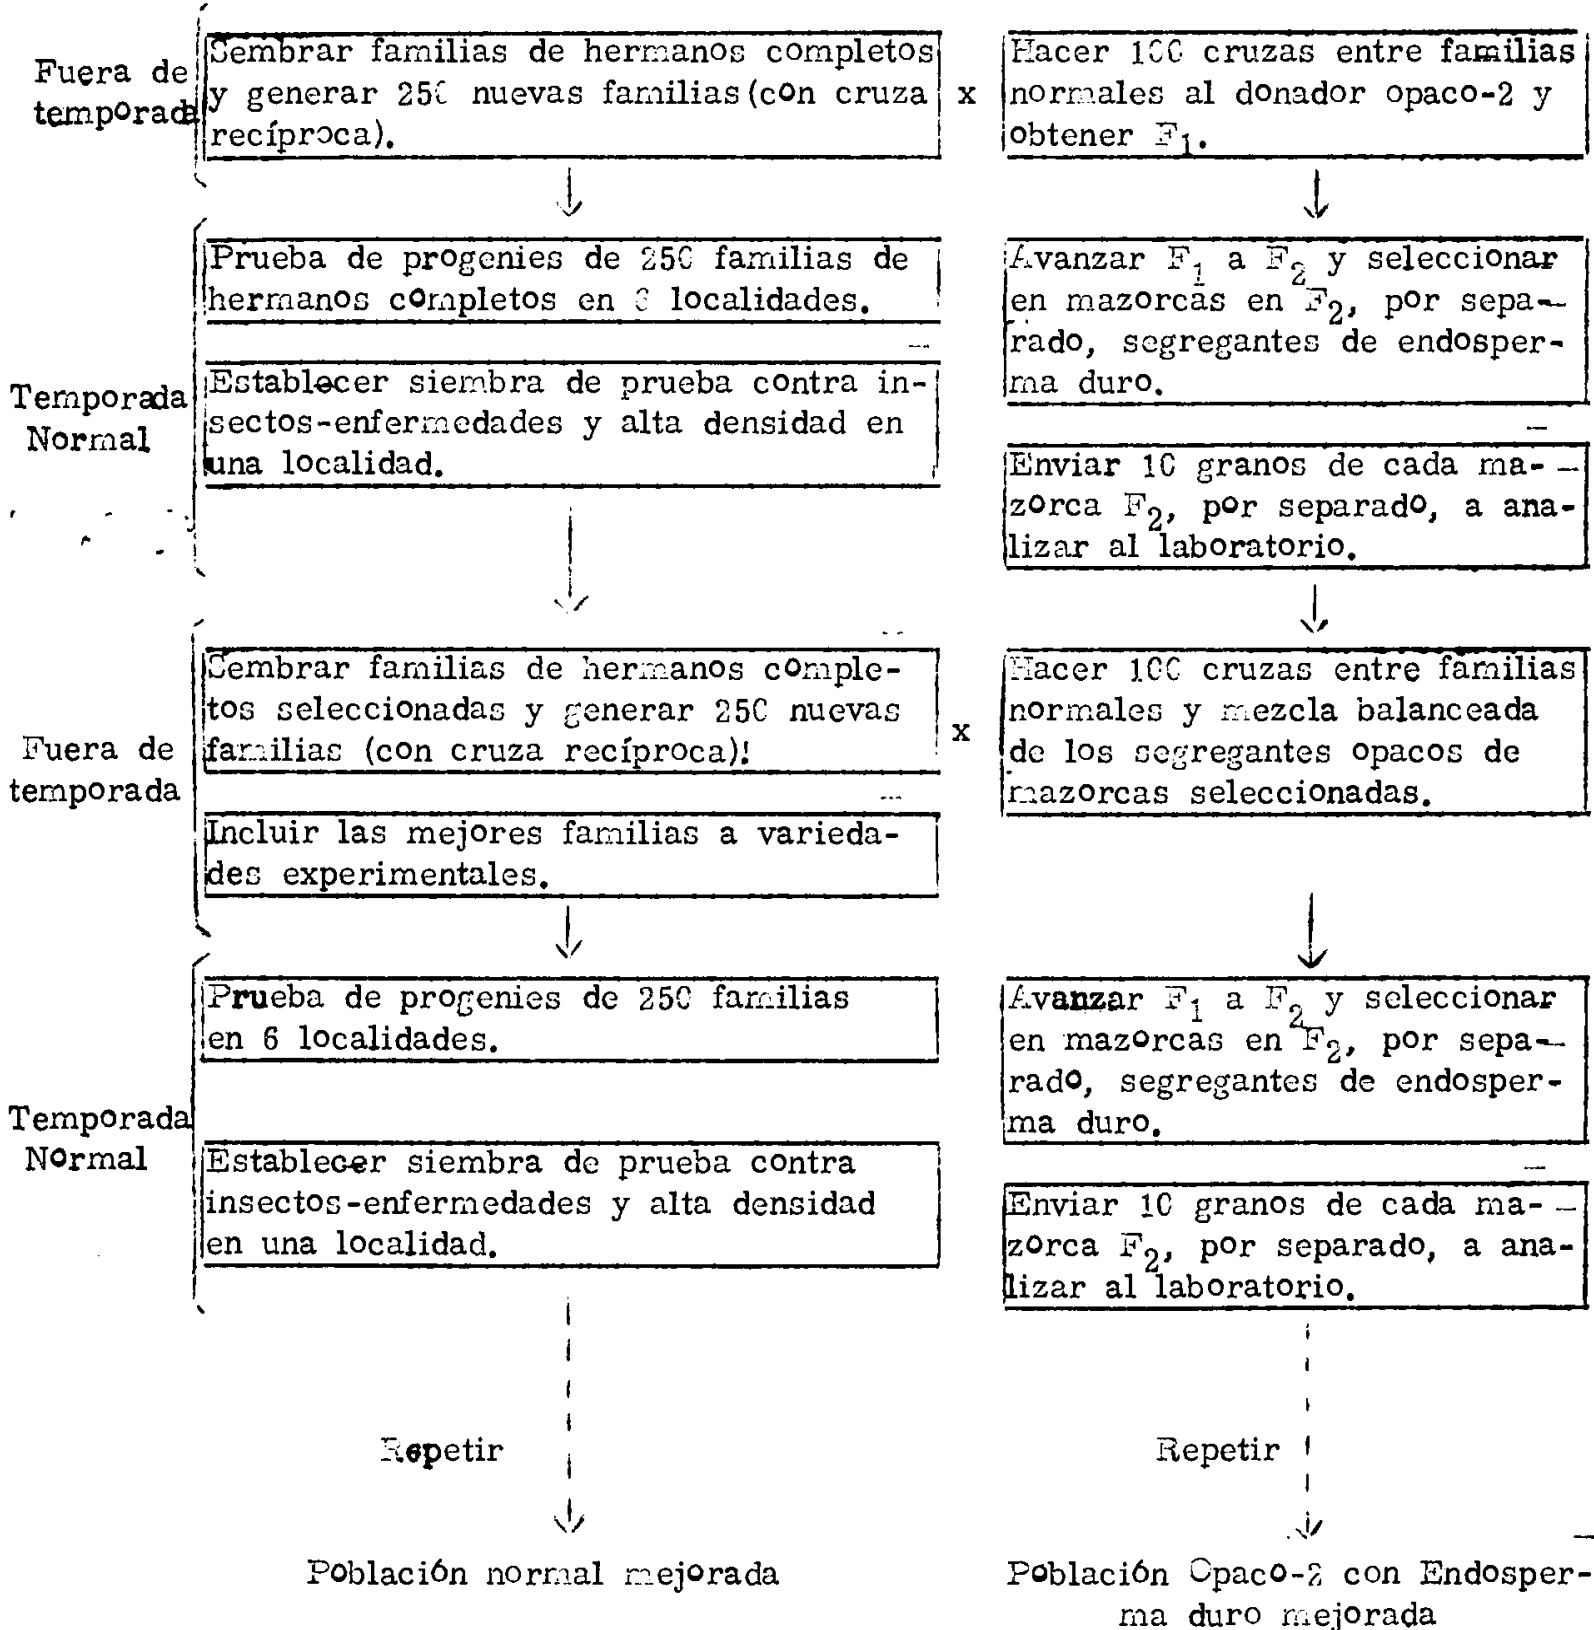 Fuera de
temporada
Sembrar familias de hermanos completos
y generar 250 nuevas familias (con cruza
recíproca).
x
Hacer 100 cruzas entre familias
normales al donador opaco-2 y
obtener F1.
Temporada
Normal
Prueba de progenies de 250 familias de
hermanos completos en 6 localidades.
Establecer siembra de prueba contra in-
sectos-enfermedades y alta densidad en
una localidad.
Avanzar F1 a F2 y seleccionar
en mazorcas en F2, por sepa-
rado, segregantes de endosper-
ma duro.
Enviar 10 granos de cada ma-
zorca F2, por separado, a ana-
lizar al laboratorio.
Fuera de
temporada
Sembrar familias de hermanos comple-
tos seleccionadas y generar 250 nuevas
familias (con cruza recíproca)!
Incluir las mejores familias a varieda-
des experimentales.
x
Hacer 100 cruzas entre familias
normales y mezcla balanceada
de los segregantes opacos de
mazorcas seleccionadas.
Temporada
Normal
Prueba de progenies de 250 familias
en 6 localidades.
Establecer siembra de prueba contra
insectos-enfermedades y alta densidad
en una localidad.
Avanzar F1 a F2 y seleccionar
en mazorcas en F2, por sepa-
rado, segregantes de endosper-
ma duro.
Enviar 10 granos de cada ma-
zorca F2, por separado, a ana-
lizar al laboratorio.
Repetir
Repetir
Población normal mejorada
Población Opaco-2 con Endosper-
ma duro mejorada